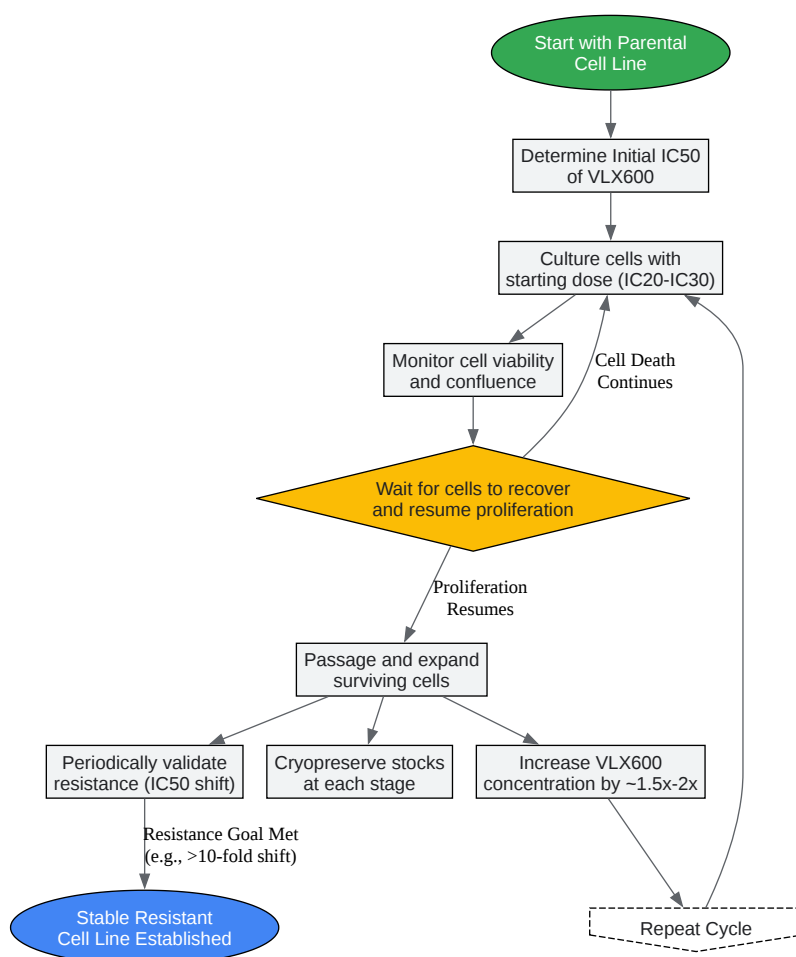 Start with Parental
Cell Line
Determine Initial IC50
of VLX600
Culture cells with
starting dose (IC20-IC30)
Monitor cell viability
and confluence
Cell Death
Continues
Wait for cells to recover
and resume proliferation
Proliferation
Resumes
Passage and expand
surviving cells
Periodically validate
resistance (IC50 shift)
Cryopreserve stocks
at each stage
Increase VLX600
concentration by ~1.5x-2x
Resistance Goal Met
(e.g., >10-fold shift)
Stable Resistant
Cell Line Established
Repeat Cycle